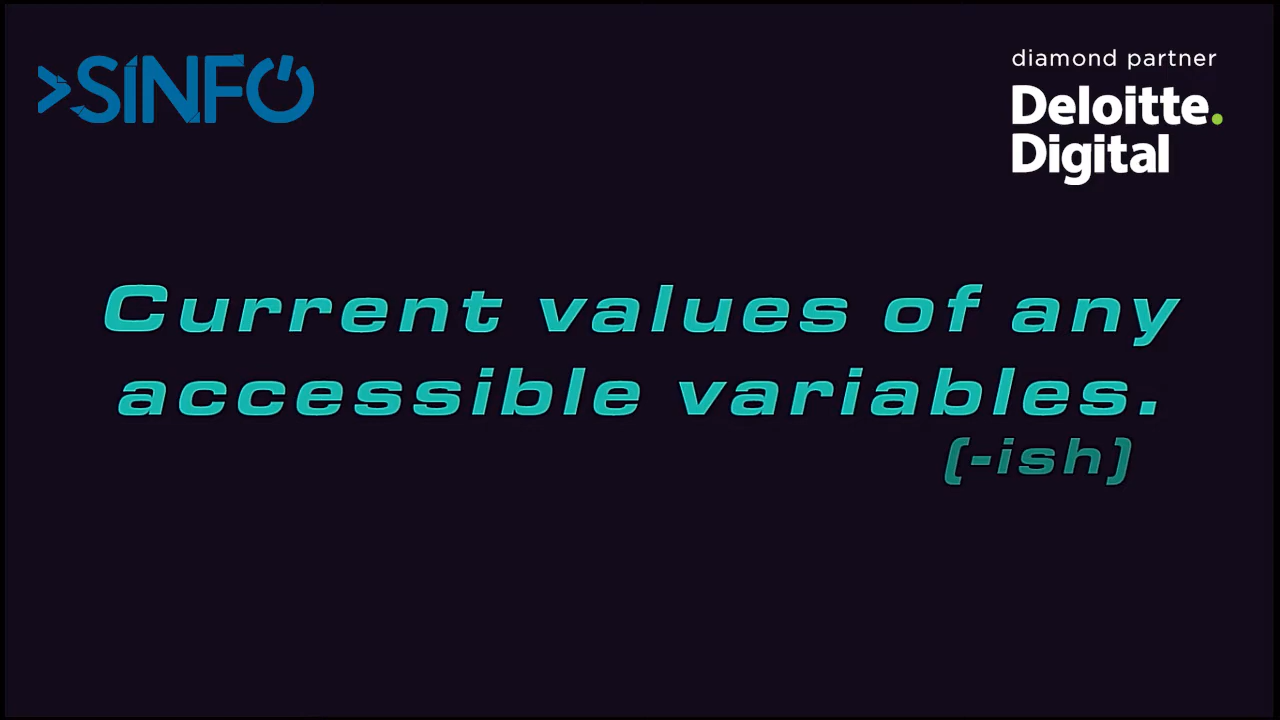 >SINFO
diamond partner
Deloitte.
Digital
Current values of any
accessible variables.
(-ish)